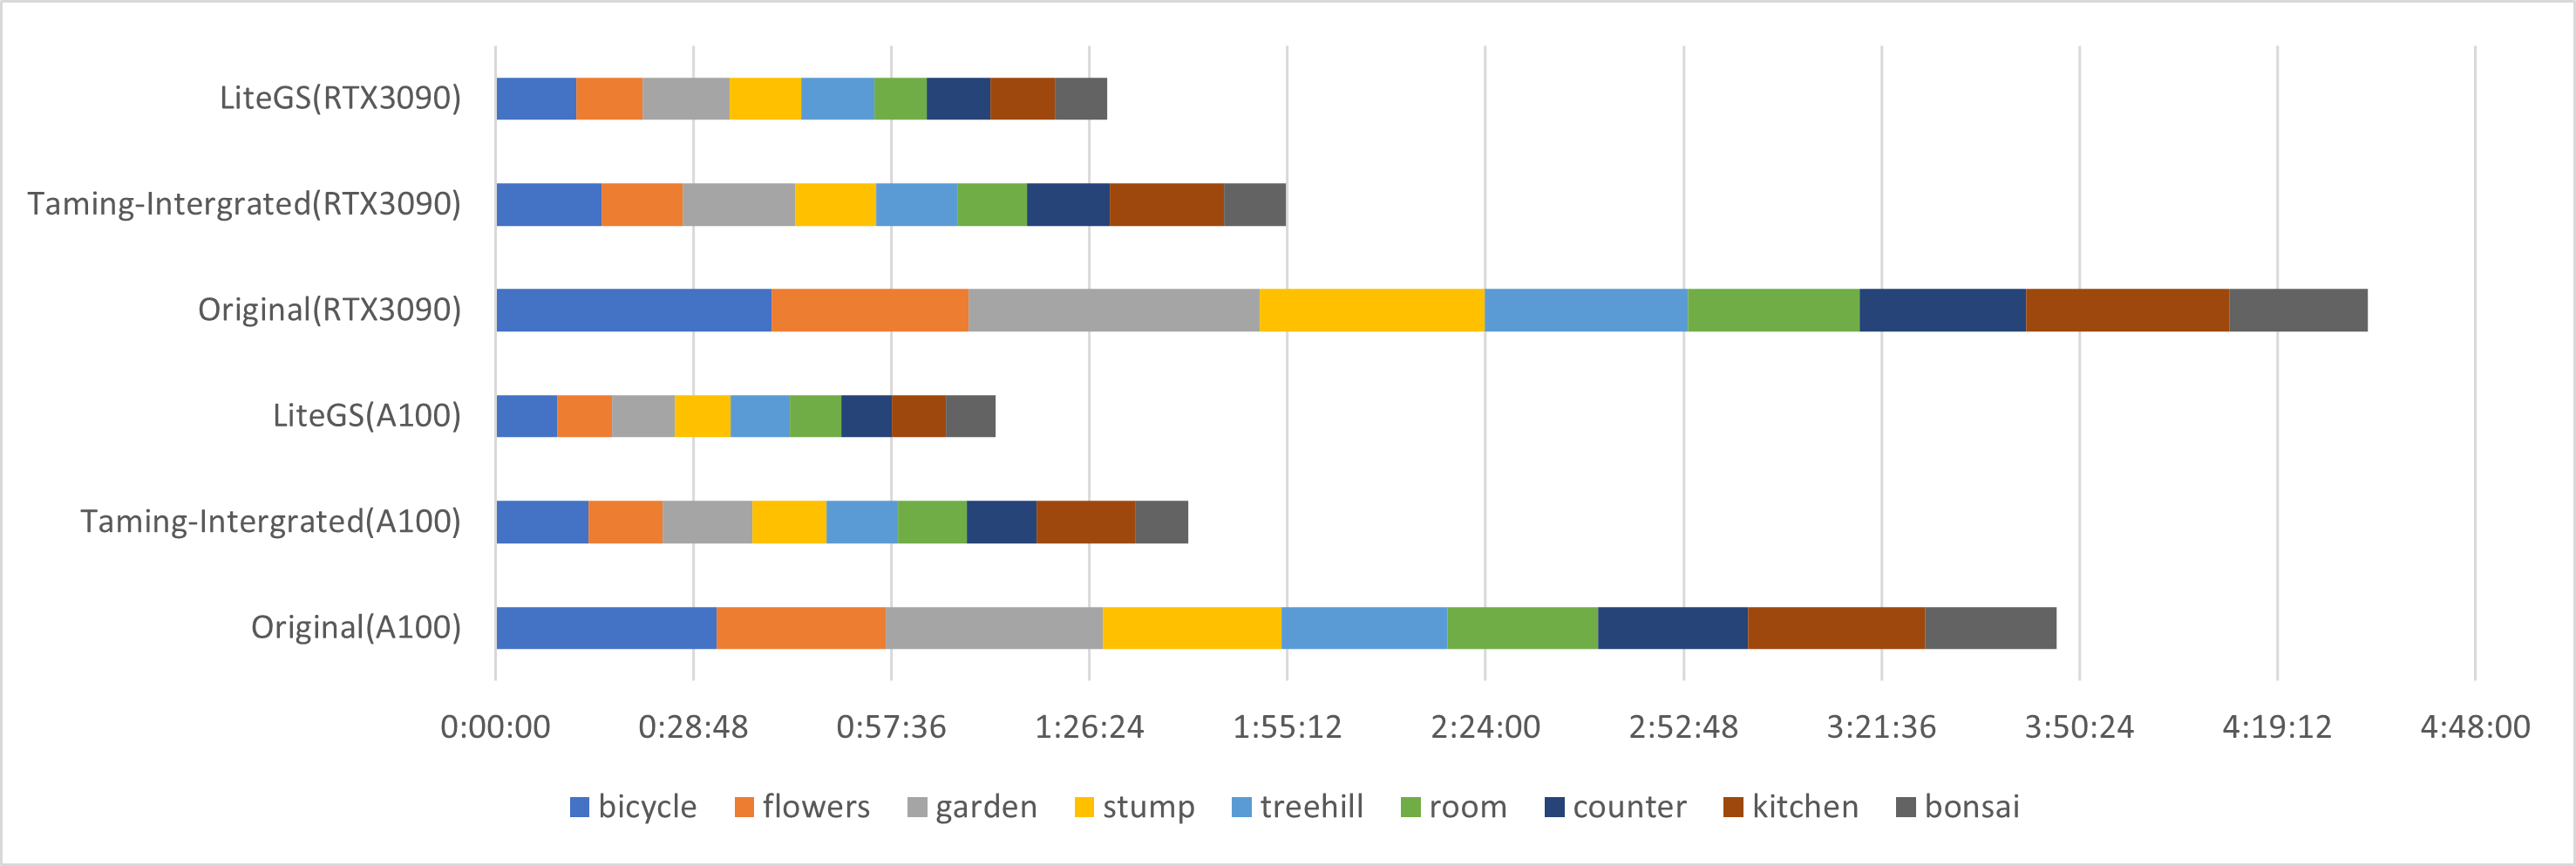 LiteGS(RTX3090)
Taming-Intergrated(RTX3090)
Original(RTX3090)
LiteGS(A100)
Taming-Intergrated(A100)
Original(A100)
0:00:00 0:28:48 0:57:36 1:26:24 1:55:12 2:24:00 2:52:48 3:21:36 3:50:24 4:19:12 4:48:00
bicycle flowers garden stump treehill room counter kitchen bonsai